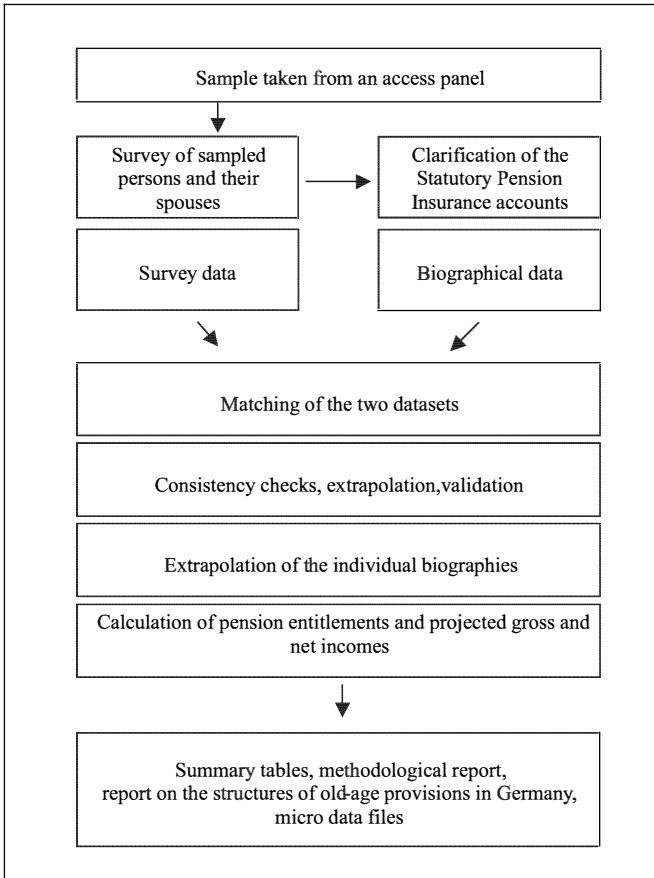 Sample taken from an access panel
Survey of sampled
persons and their
spouses
Clarification of the
Statutory Pension
Insurance accounts
Survey data
Biographical data
Matching of the two datasets
Consistency checks, extrapolation,validation
Extrapolation of the individual biographies
Calculation of pension entitlements and projected gross and
net incomes
Summary tables, methodological report,
report on the structures of old-age provisions in Germany,
micro data files